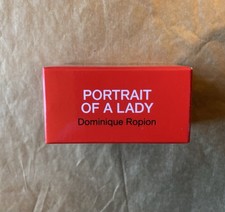 PORTRAIT
OF A LADY
Dominique Ropion